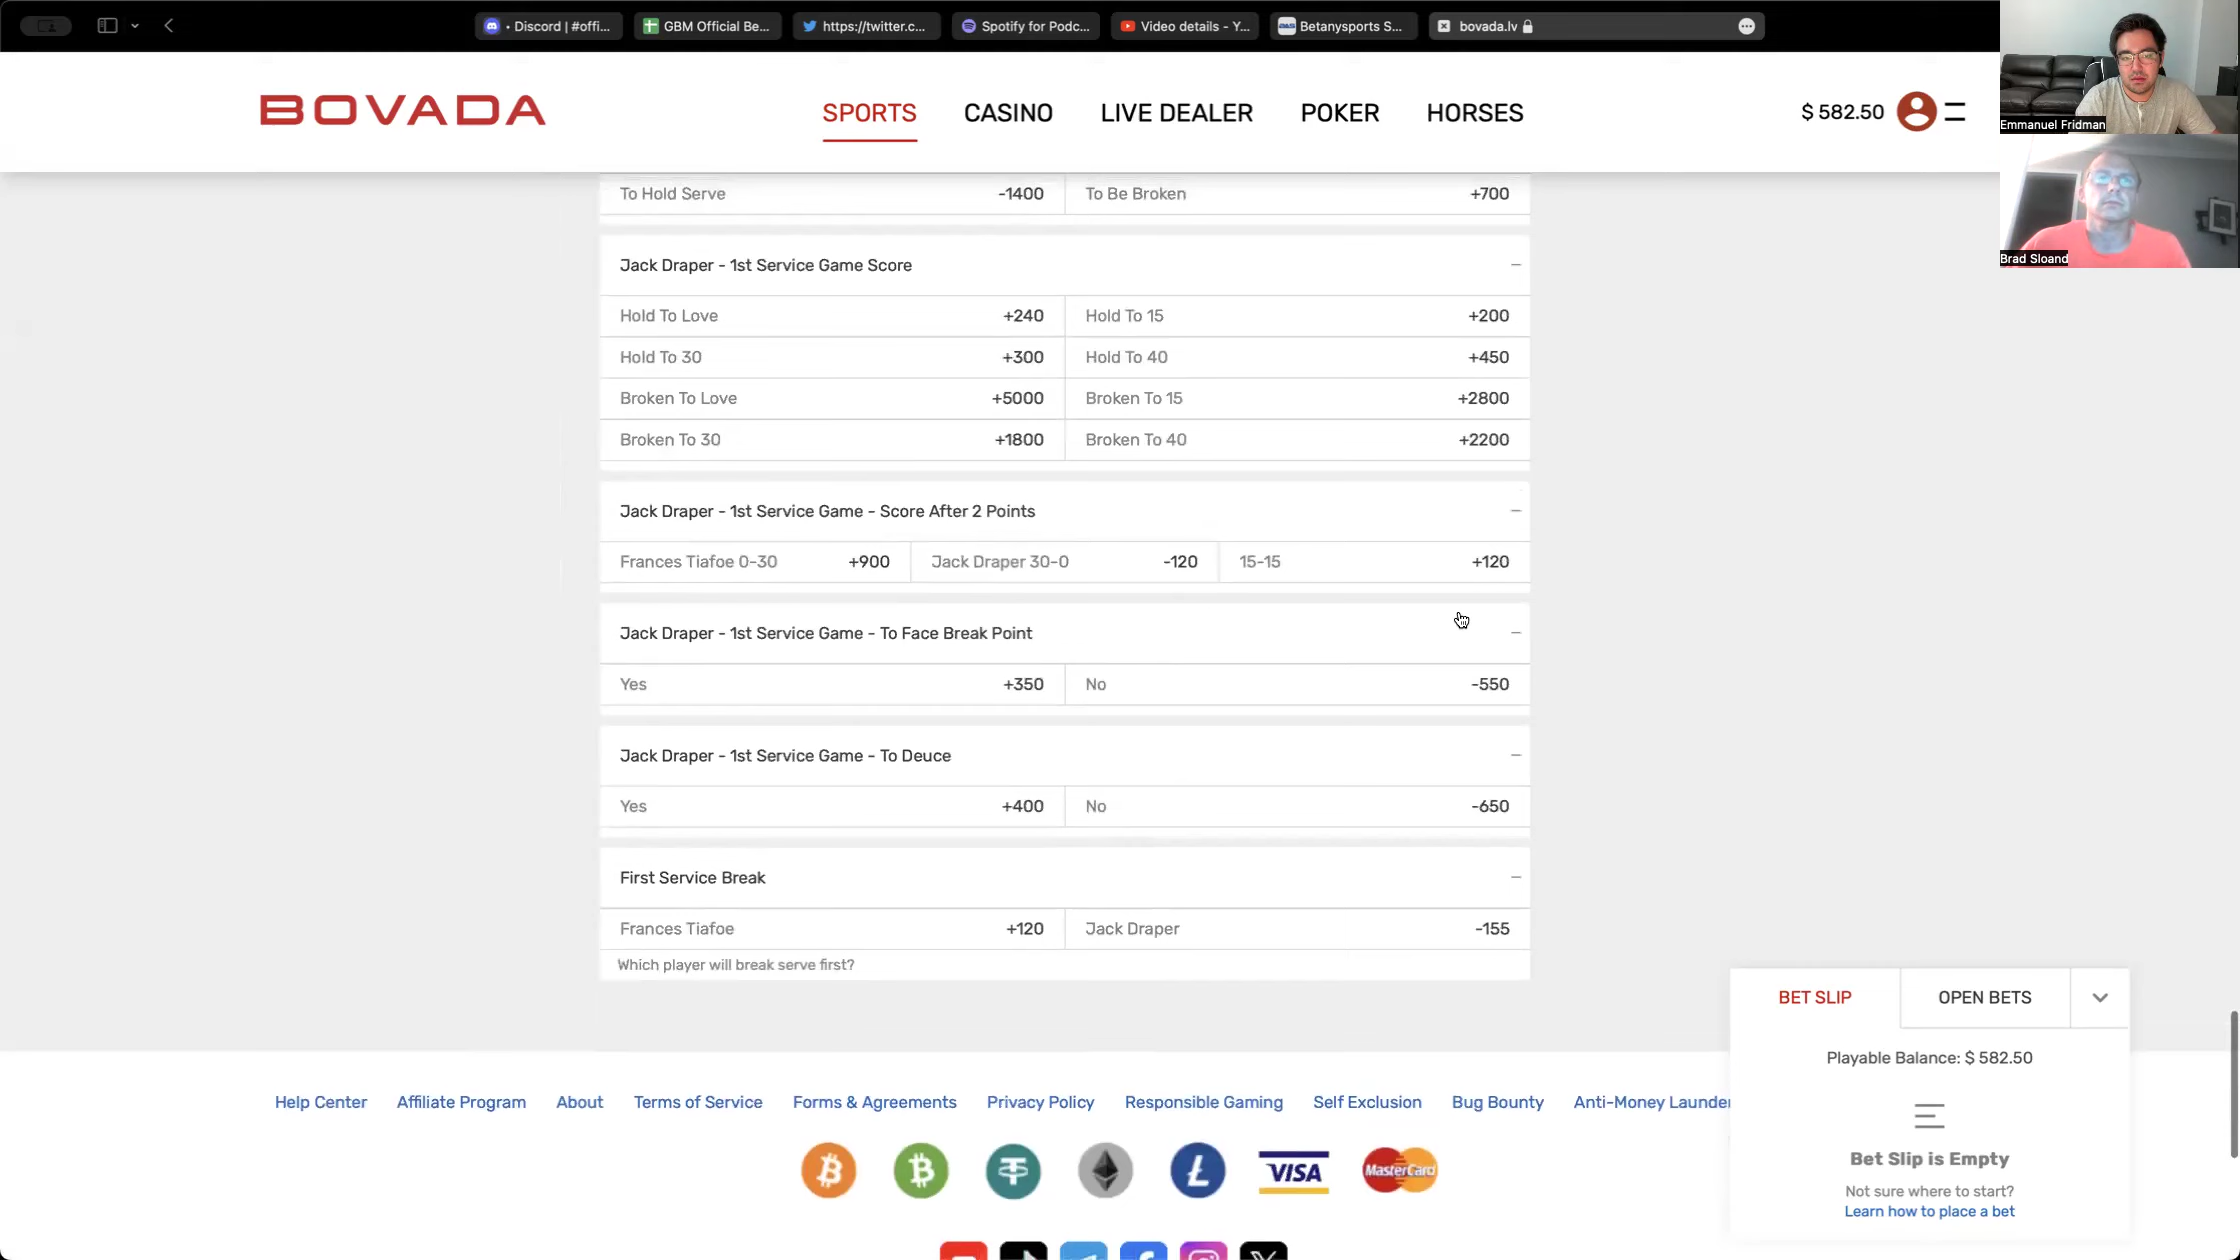 • Discord | #offi...
GBM Official Be...
https://twitter.c...
Spotify for Podc...
Video details - Y...
Betanysports S...
bovada.lv
BOVADA
SPORTS
CASINO
LIVE DEALER
POKER
HORSES
$ 582.50
Emmanuel Fridman
Brad Sloand
To Hold Serve -1400 To Be Broken +700
Jack Draper - 1st Service Game Score
Hold To Love +240 Hold To 15 +200
Hold To 30 +300 Hold To 40 +450
Broken To Love +5000 Broken To 15 +2800
Broken To 30 +1800 Broken To 40 +2200
Jack Draper - 1st Service Game - Score After 2 Points
Frances Tiafoe 0-30 +900 Jack Draper 30-0 -120 15-15 +120
Jack Draper - 1st Service Game - To Face Break Point
Yes +350 No -550
Jack Draper - 1st Service Game - To Deuce
Yes +400 No -650
First Service Break
Frances Tiafoe +120 Jack Draper -155
Which player will break serve first?
BET SLIP
OPEN BETS
Playable Balance: $ 582.50
Bet Slip is Empty
Not sure where to start?
Learn how to place a bet
Help Center
Affiliate Program
About
Terms of Service
Forms & Agreements
Privacy Policy
Responsible Gaming
Self Exclusion
Bug Bounty
Anti-Money Launder
VISA
MasterCard